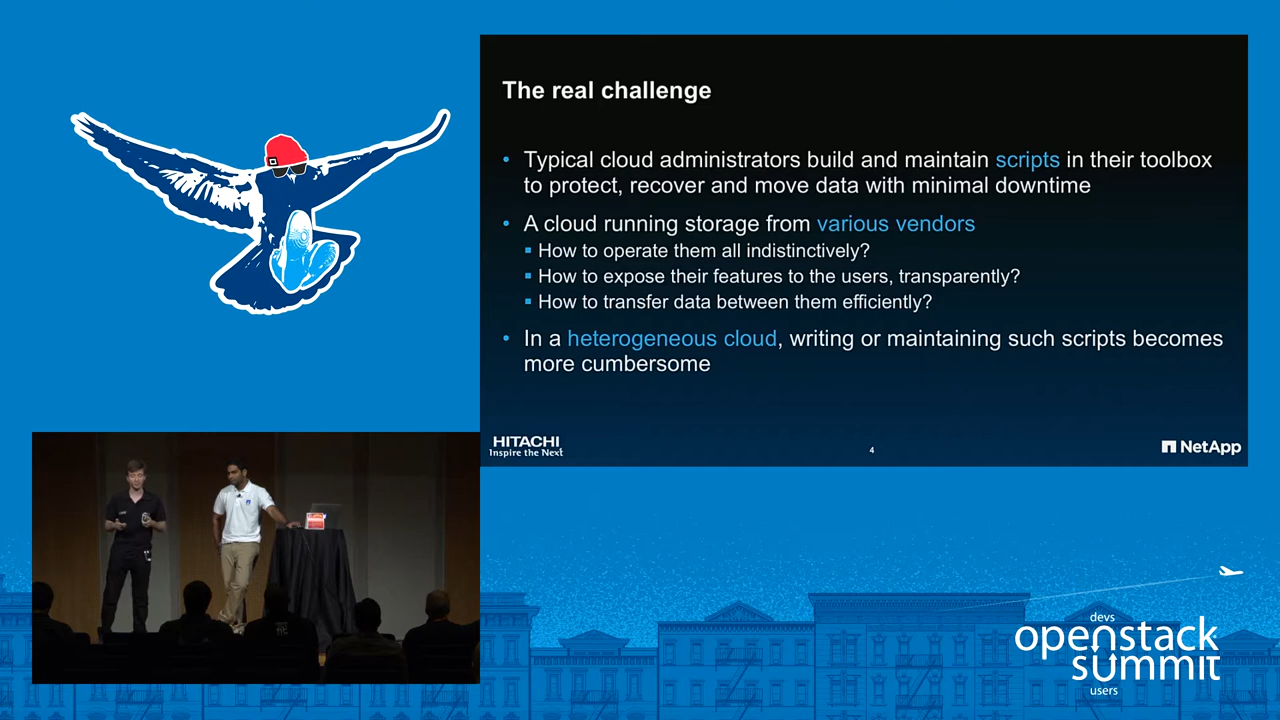 The real challenge
• Typical cloud administrators build and maintain scripts in their toolbox
to protect, recover and move data with minimal downtime
• A cloud running storage from various vendors
▪ How to operate them all indistinctively?
▪ How to expose their features to the users, transparently?
▪ How to transfer data between them efficiently?
• In a heterogeneous cloud, writing or maintaining such scripts becomes
more cumbersome
HITACHI
Inspire the Next
4
NetApp
devs
openstack
summit
users